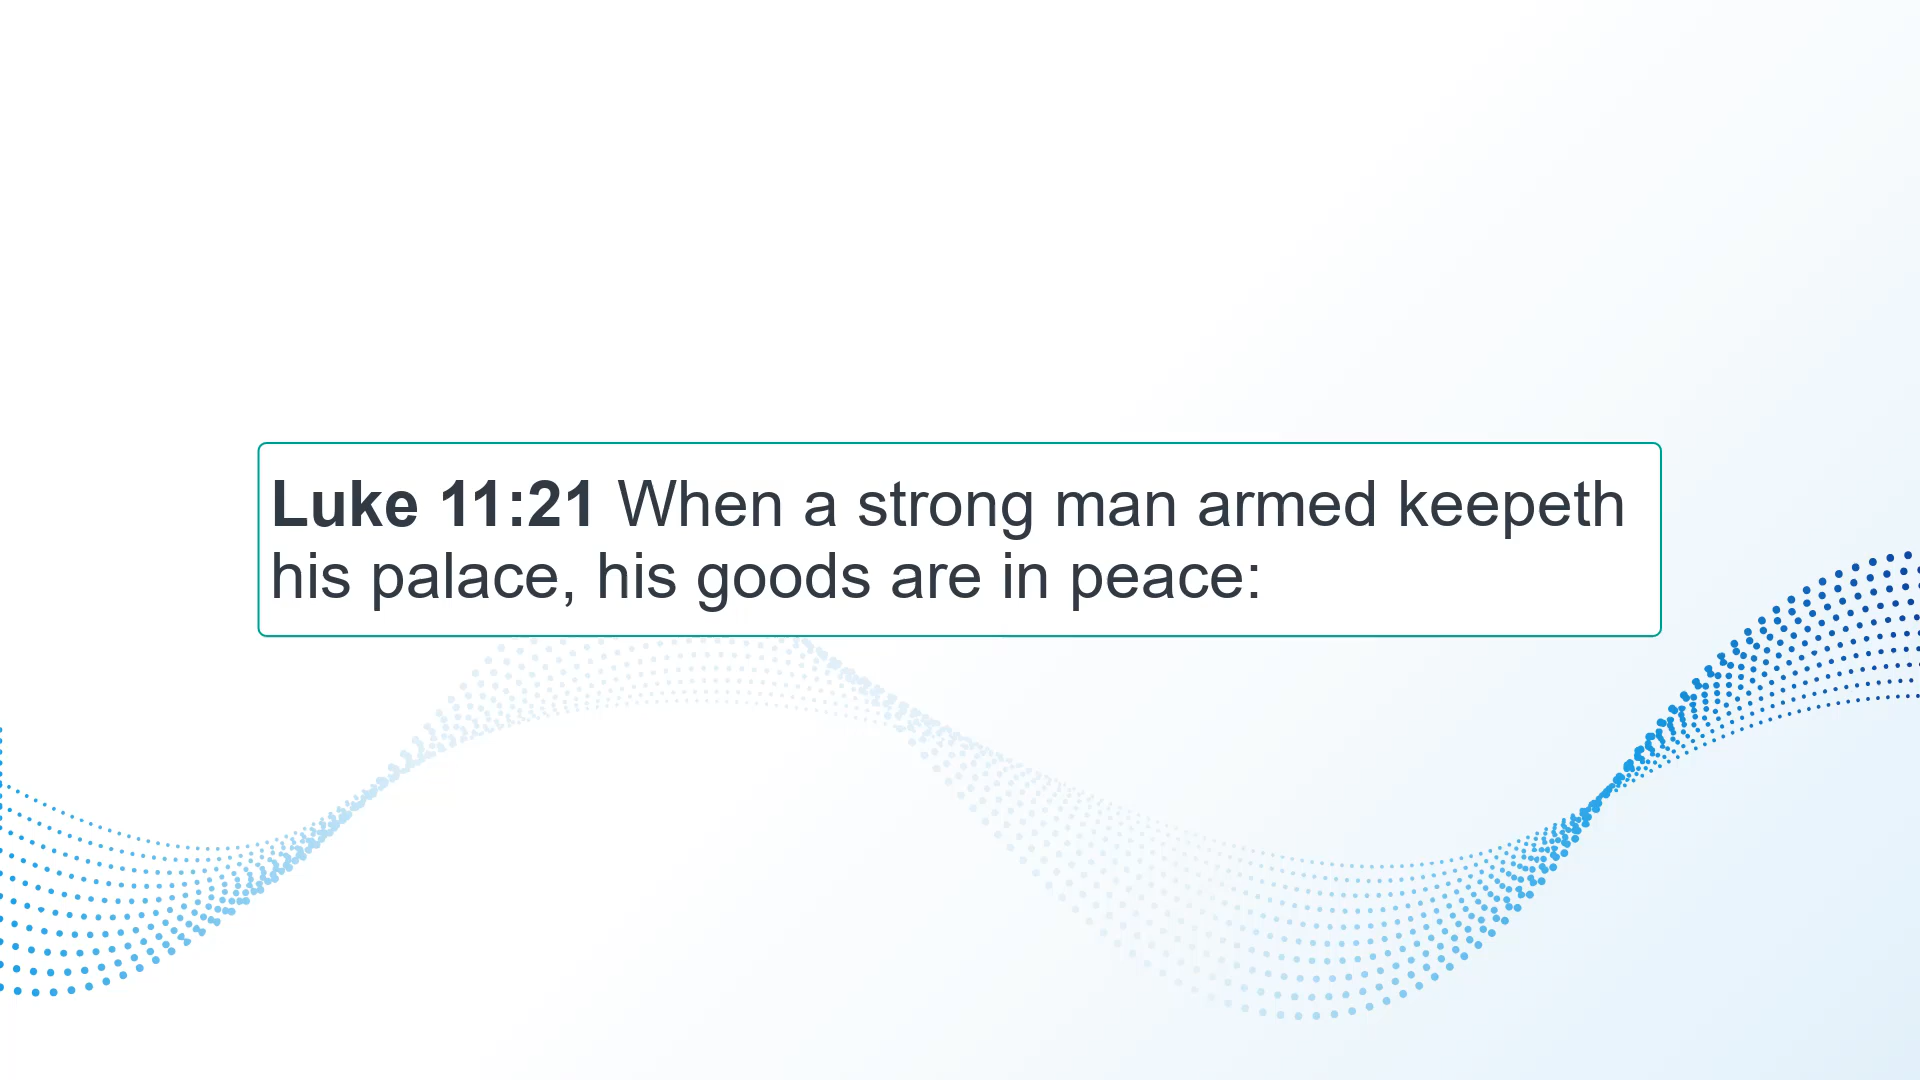 Luke 11:21 When a strong man armed keepeth
his palace, his goods are in peace: